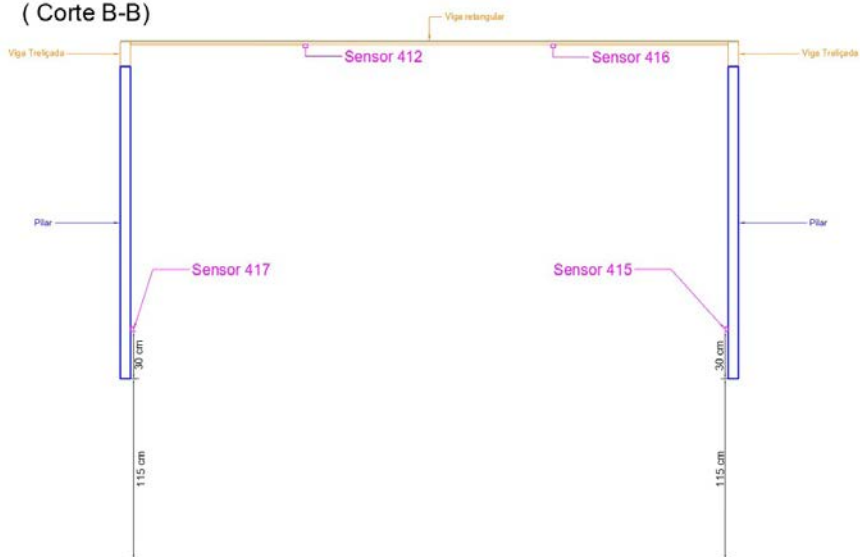 ( Corte B-B)
Viga retangular
Viga Treliçada
Sensor 412
Sensor 416
Viga Treliçada
Pilar
Pilar
Sensor 417
Sensor 415
30 cm
30 cm
115 cm
115 cm